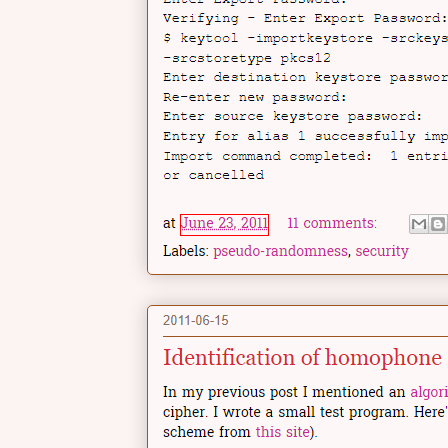 Enter Export Password:
Verifying - Enter Export Password:
$ keytool -importkeystore -srckeys
-srcstoretype pkcs12
Enter destination keystore passwor
Re-enter new password:
Enter source keystore password:
Entry for alias 1 successfully imp
Import command completed: 1 entri
or cancelled
at June 23, 2011 11 comments:
Labels: pseudo-randomness, security
2011-06-15
Identification of homophone
In my previous post I mentioned an algori
cipher. I wrote a small test program. Here'
scheme from this site).